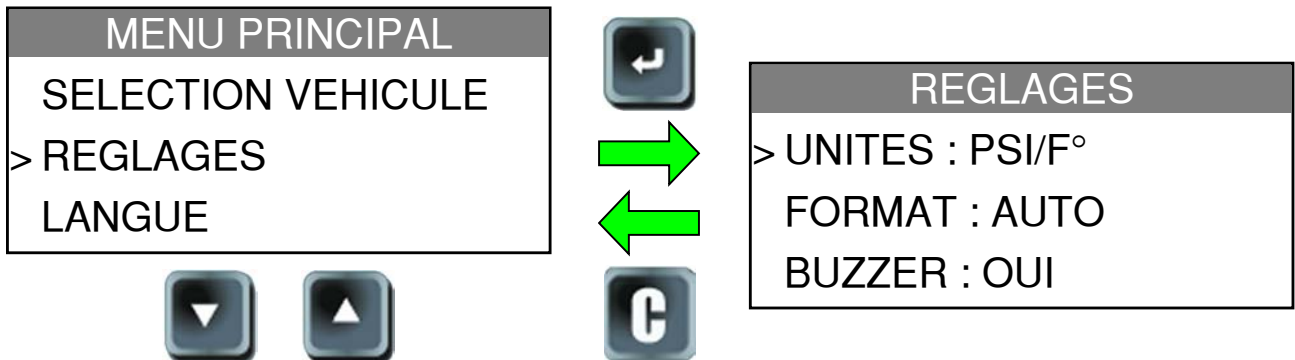 MENU PRINCIPAL
SELECTION VEHICULE
> REGLAGES
LANGUE
C
REGLAGES
> UNITES : PSI/F°
FORMAT : AUTO
BUZZER : OUI